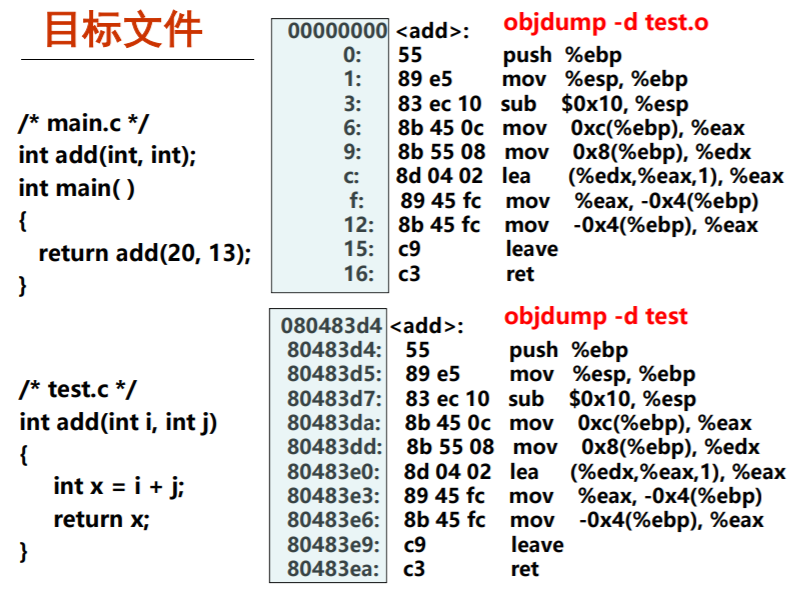 目标文件
/* main.c */
int add(int, int);
int main( )
{
return add(20, 13);
}
/* test.c */
int add(int i, int j)
{
int x = i + j;
return x;
}
objdump -d test.o
00000000 <add>:
0: 55 push %ebp
1: 89 e5 mov %esp, %ebp
3: 83 ec 10 sub $0x10, %esp
6: 8b 45 0c mov 0xc(%ebp), %eax
9: 8b 55 08 mov 0x8(%ebp), %edx
c: 8d 04 02 lea (%edx,%eax,1), %eax
f: 89 45 fc mov %eax, -0x4(%ebp)
12: 8b 45 fc mov -0x4(%ebp), %eax
15: c9 leave
16: c3 ret
objdump -d test
080483d4 <add>:
80483d4: 55 push %ebp
80483d5: 89 e5 mov %esp, %ebp
80483d7: 83 ec 10 sub $0x10, %esp
80483da: 8b 45 0c mov 0xc(%ebp), %eax
80483dd: 8b 55 08 mov 0x8(%ebp), %edx
80483e0: 8d 04 02 lea (%edx,%eax,1), %eax
80483e3: 89 45 fc mov %eax, -0x4(%ebp)
80483e6: 8b 45 fc mov -0x4(%ebp), %eax
80483e9: c9 leave
80483ea: c3 ret